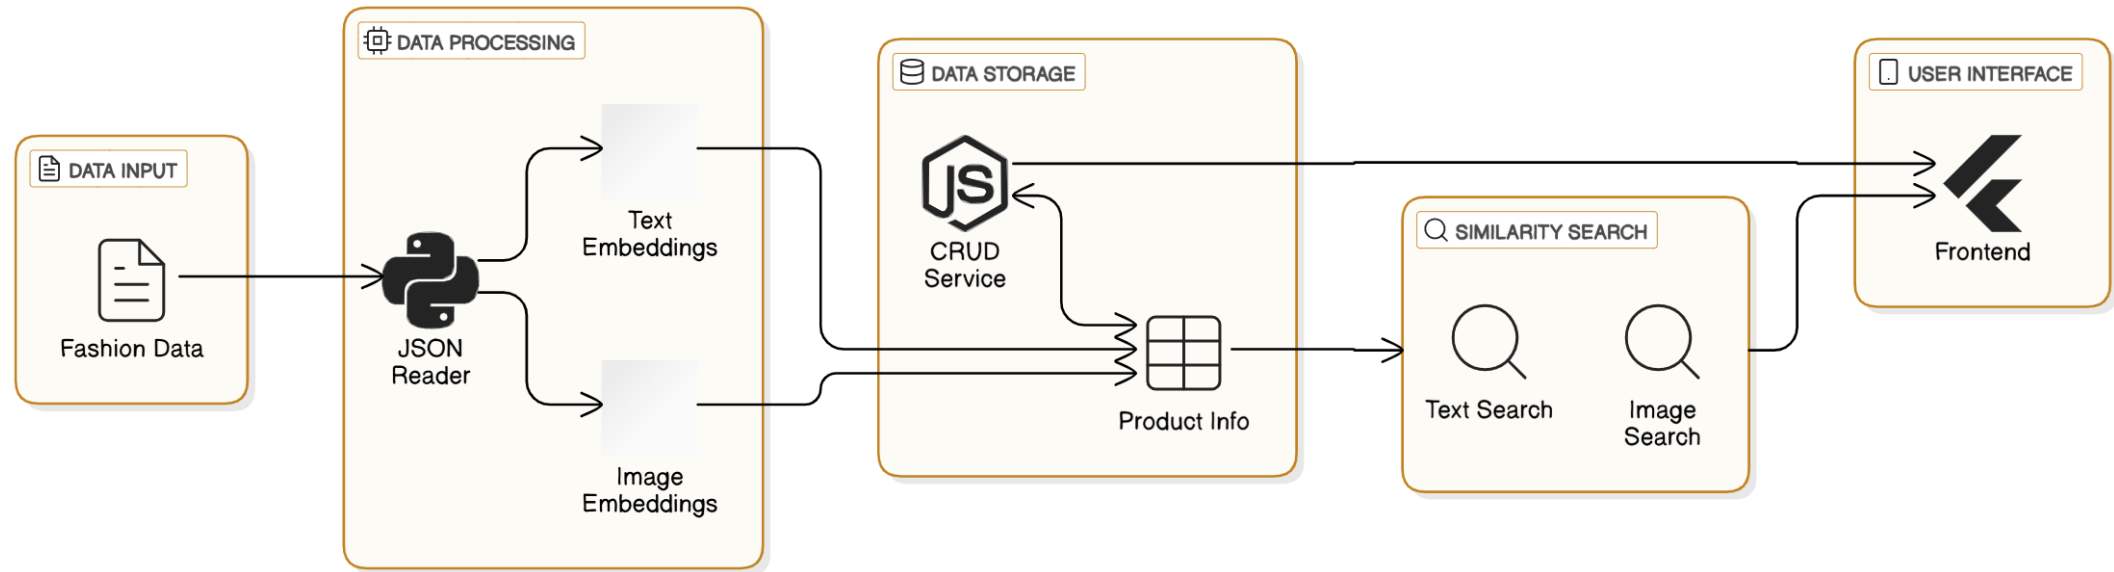 DATA INPUT
Fashion Data
DATA PROCESSING
JSON
Reader
Text
Embeddings
Image
Embeddings
DATA STORAGE
JS
CRUD
Service
Product Info
SIMILARITY SEARCH
Text Search
Image
Search
USER INTERFACE
Frontend